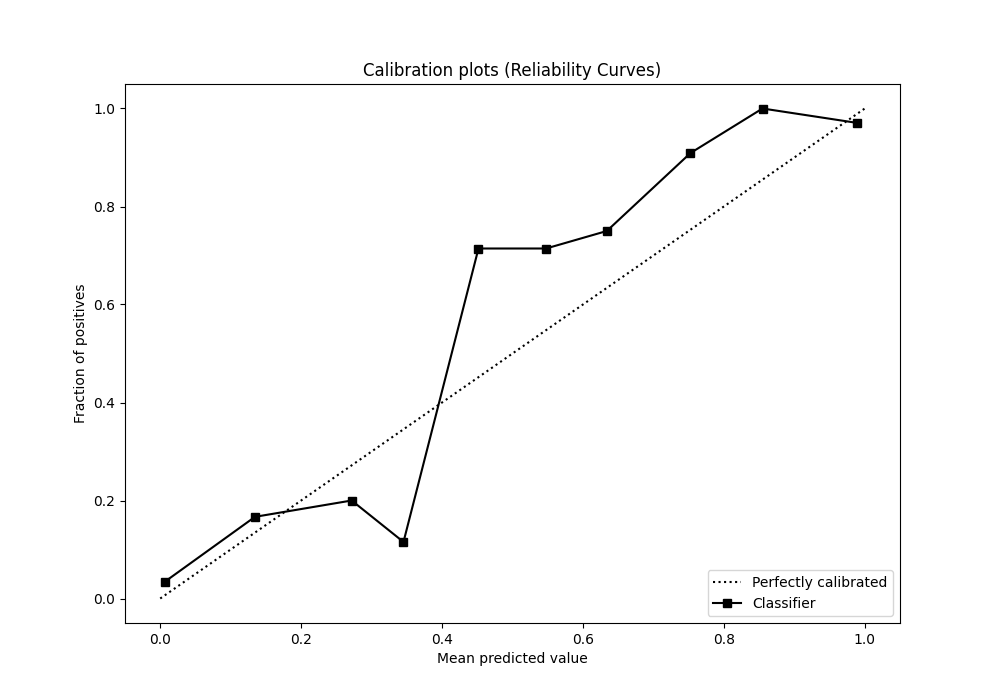 Calibration plots (Reliability Curves)
1.0
0.8
0.6
0.4
0.2
0.0
Fraction of positives
Perfectly calibrated
Classifier
0.0 0.2 0.4 0.6 0.8 1.0
Mean predicted value